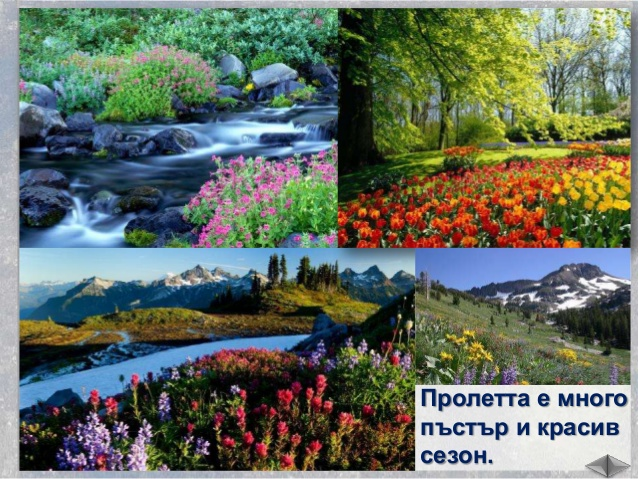 Пролетта е много
пъстър и красив
сезон.